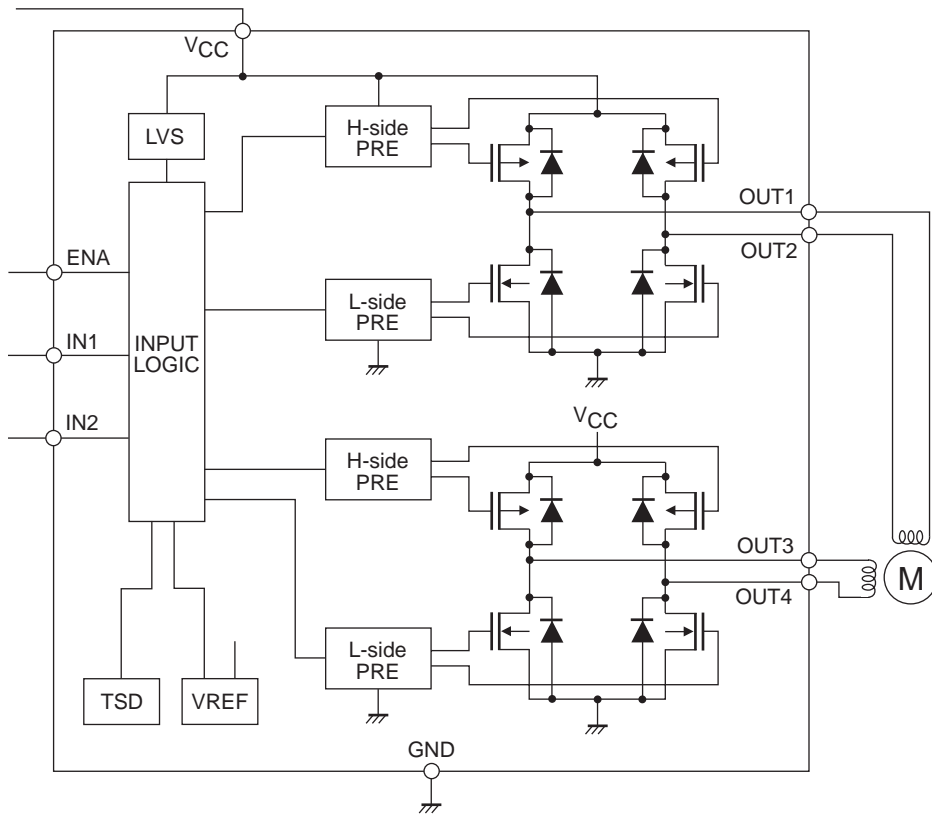 VCC
LVS
H-side
PRE
OUT1
OUT2
ENA
L-side
PRE
INPUT
LOGIC
IN1
IN2
VCC
H-side
PRE
OUT3
M
OUT4
L-side
PRE
TSD
VREF
GND